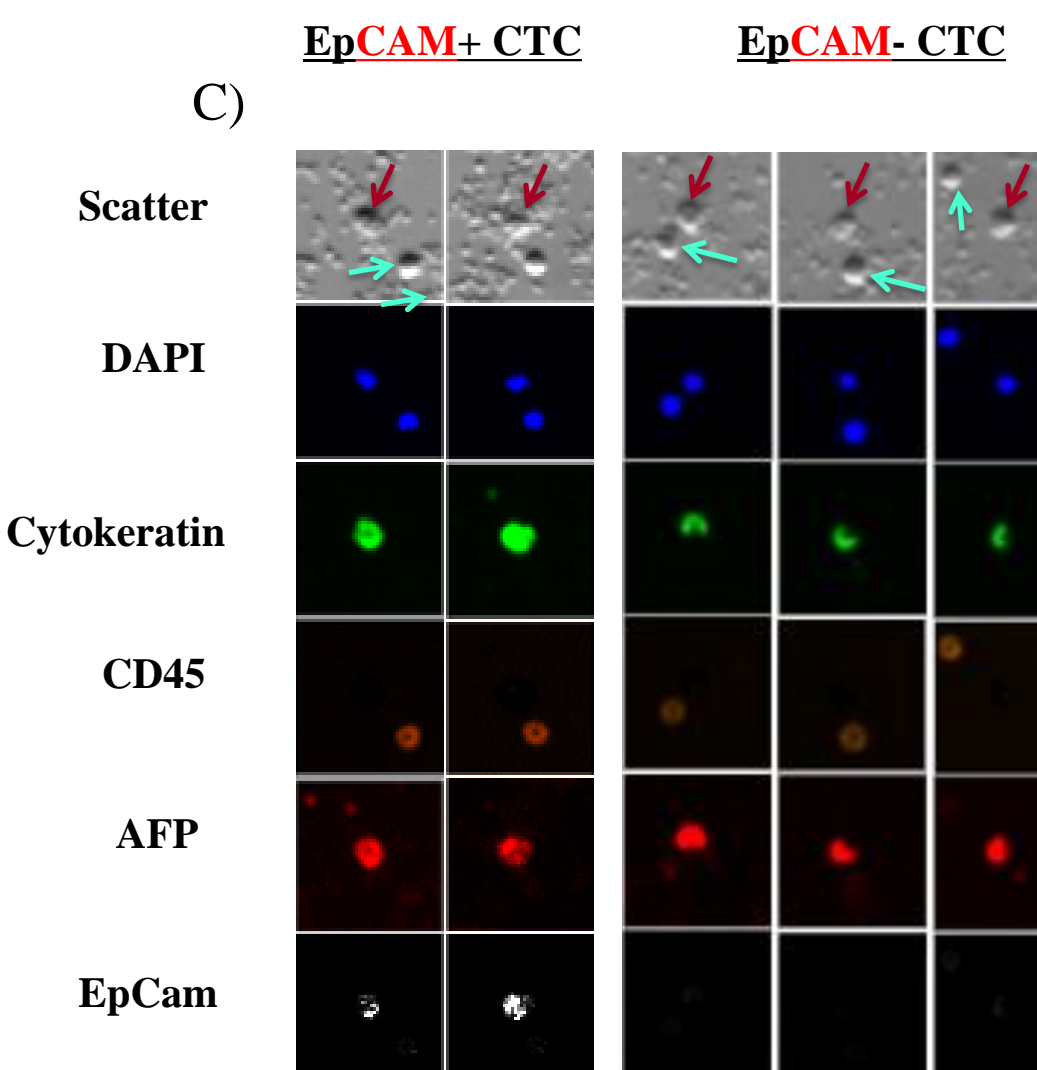 EpCAM+ CTC EpCAM- CTC
C)
Scatter
DAPI
Cytokeratin
CD45
AFP
EpCam